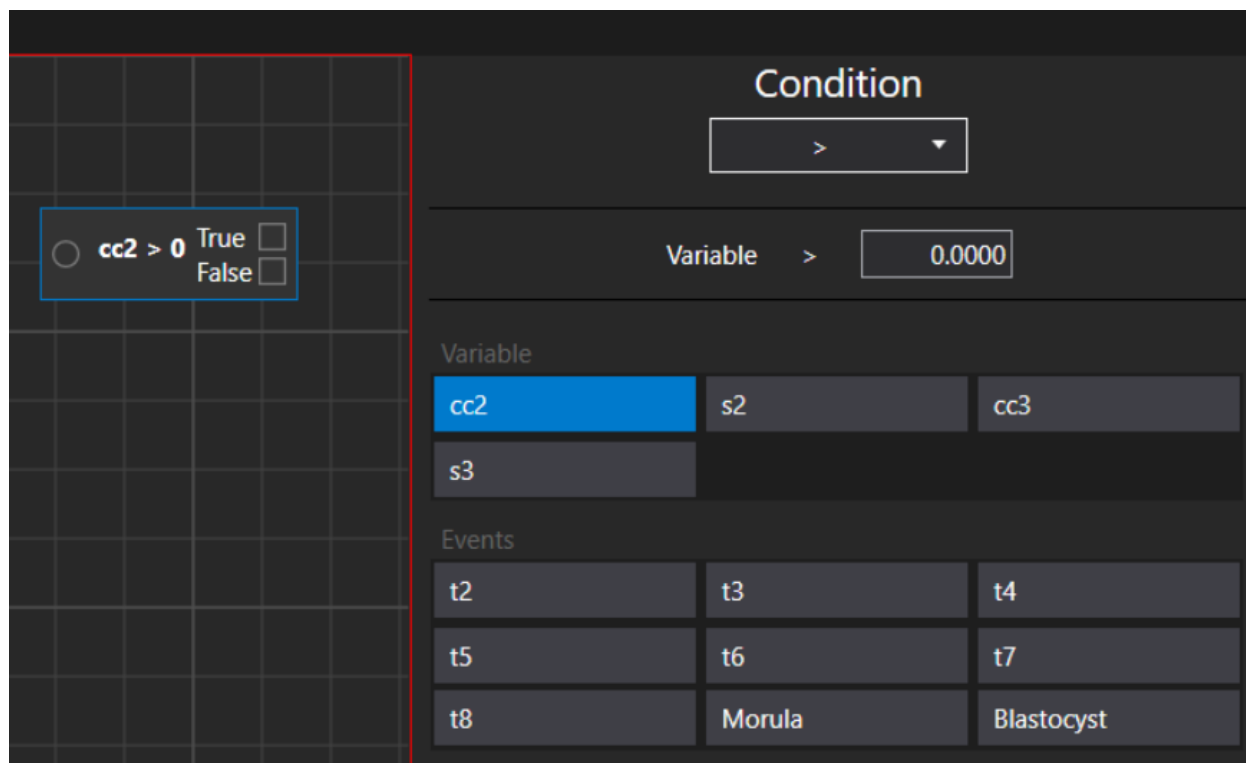 Condition
>
cc2 > 0
True
False
Variable > 0.0000
Variable
cc2 s2 cc3
s3
Events
t2 t3 t4
t5 t6 t7
t8 Morula Blastocyst